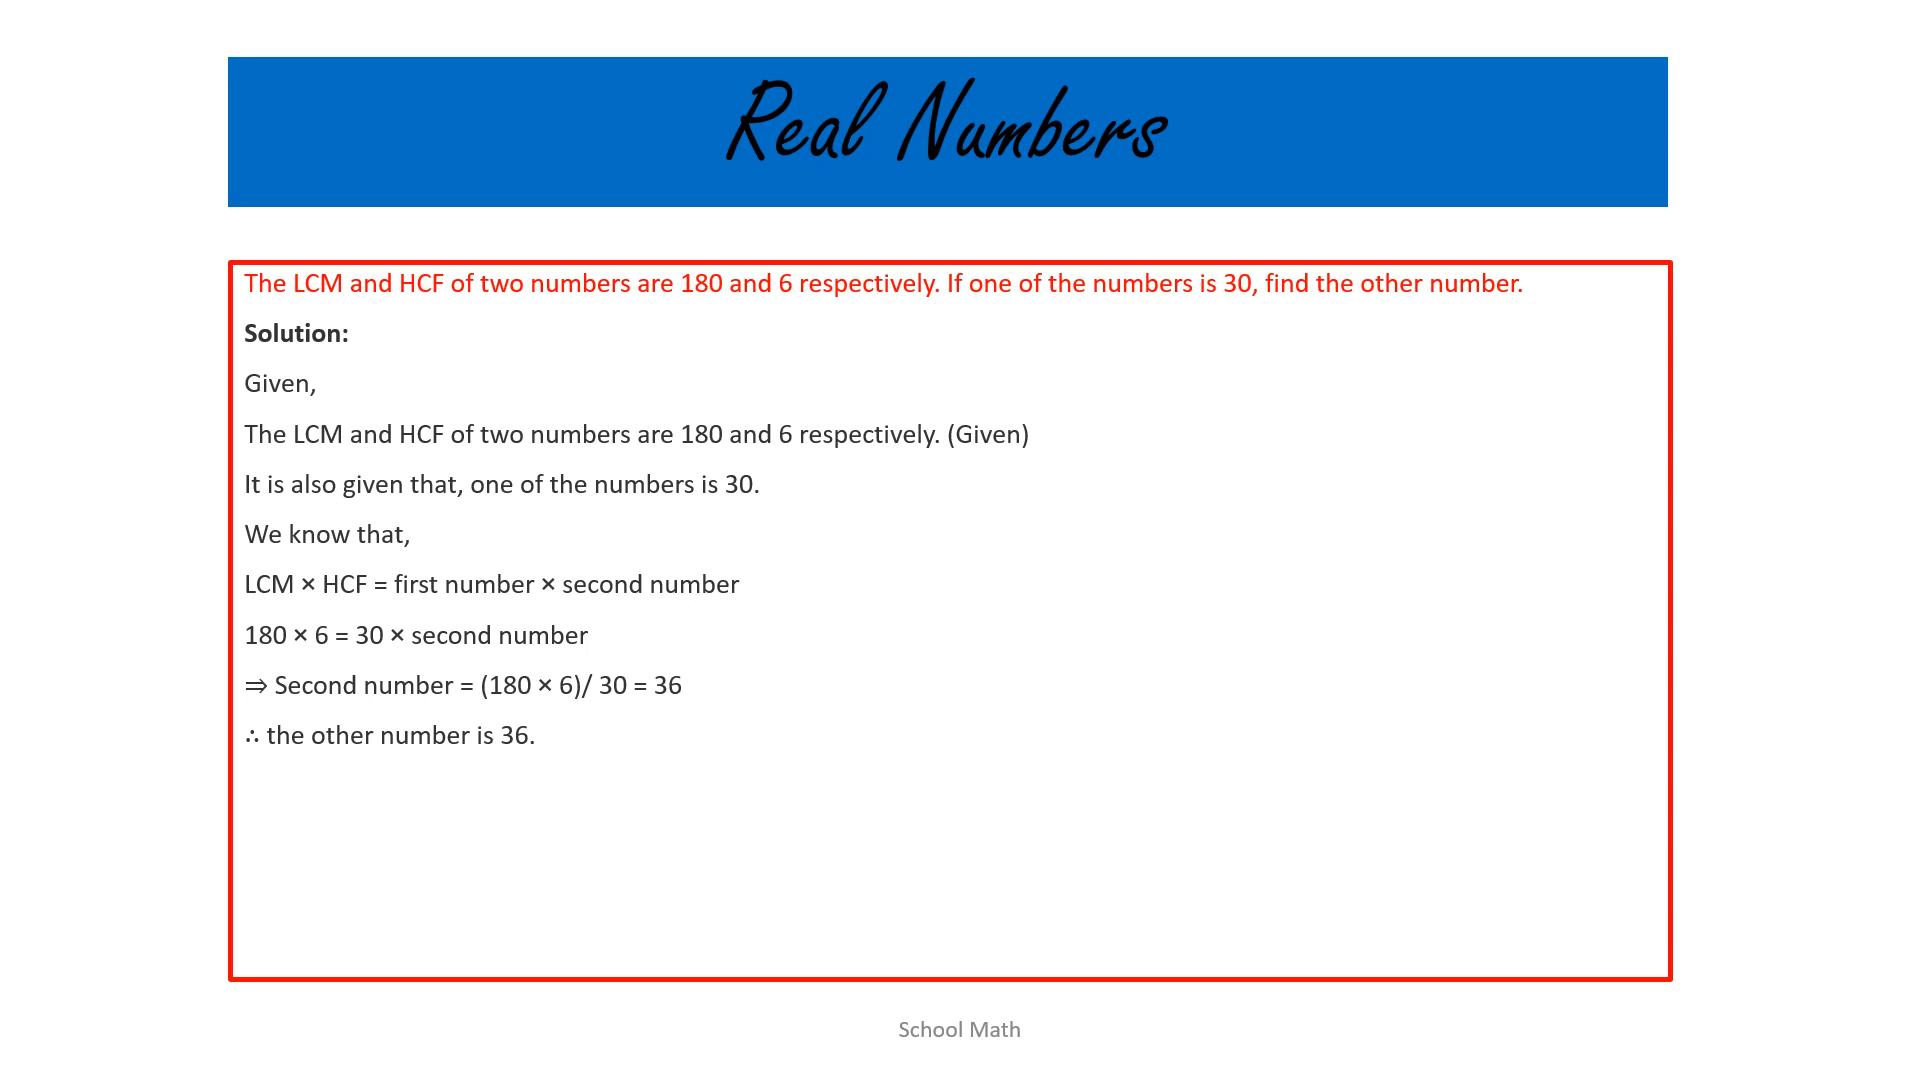 Real Numbers
The LCM and HCF of two numbers are 180 and 6 respectively. If one of the numbers is 30, find the other number.
Solution:
Given,
The LCM and HCF of two numbers are 180 and 6 respectively. (Given)
It is also given that, one of the numbers is 30.
We know that,
LCM × HCF = first number × second number
180 × 6 = 30 × second number
⇒ Second number = (180 × 6)/ 30 = 36
∴ the other number is 36.
School Math